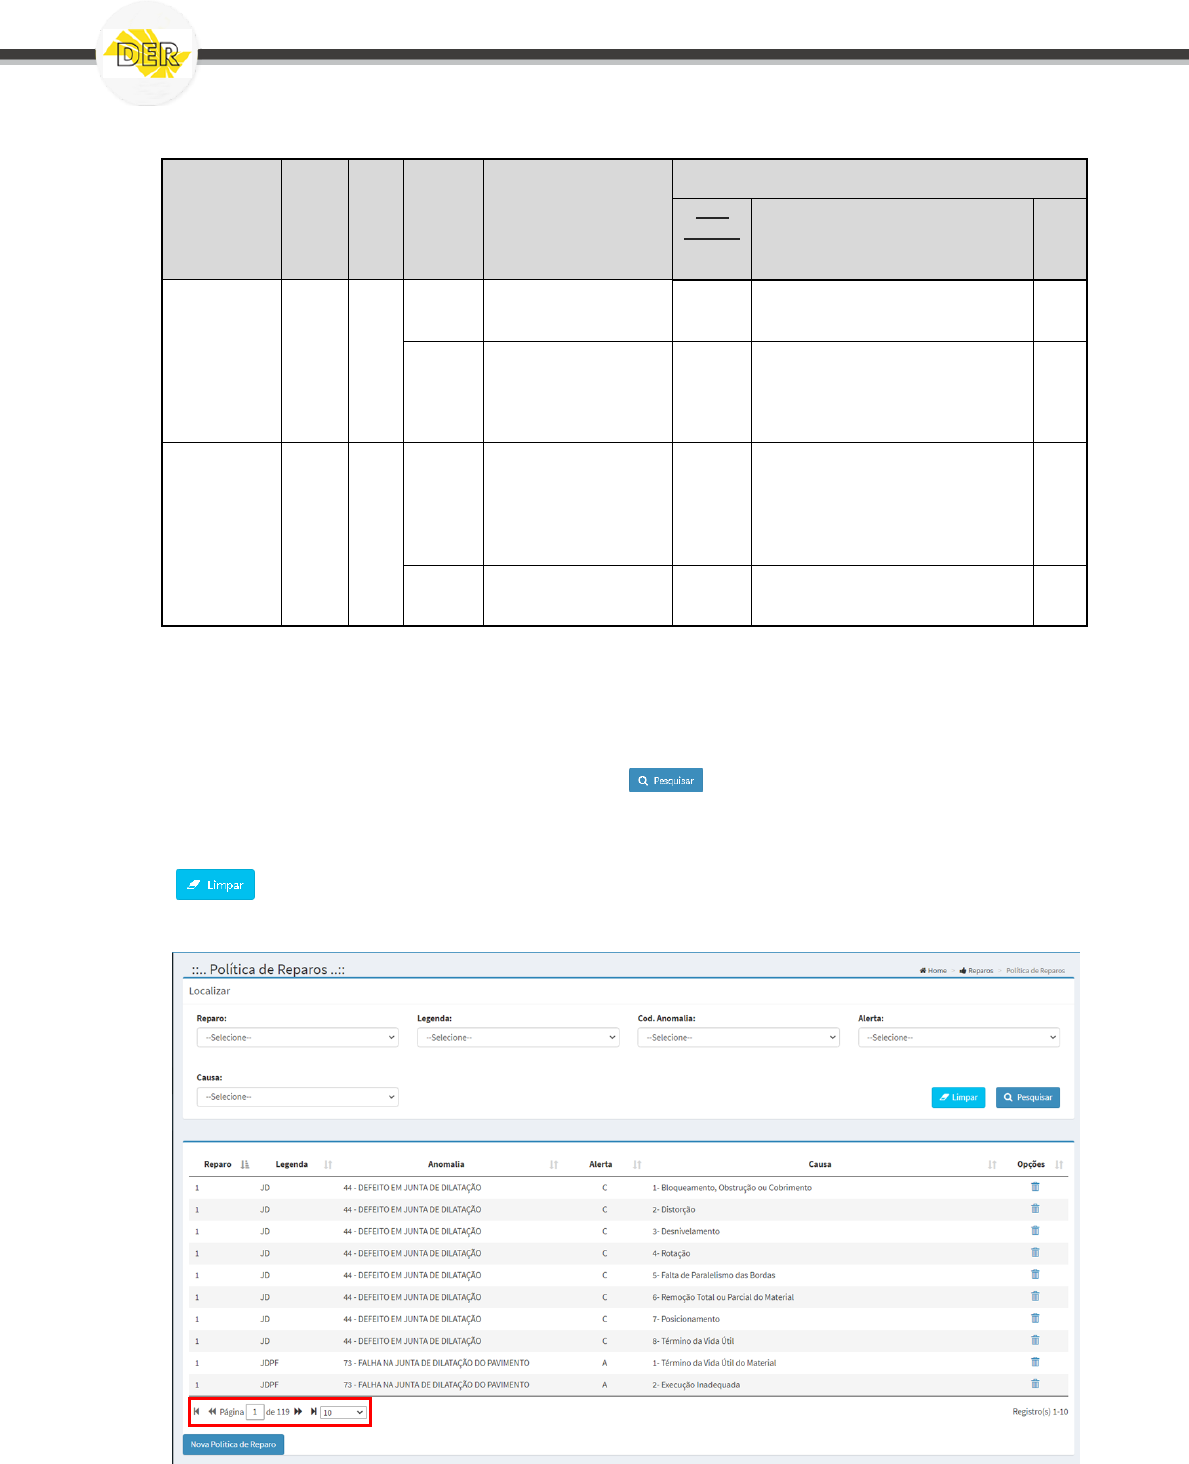 DER
Pesquisar
Limpar
::.. Política de Reparos ..::
Home > Reparos > Política de Reparos
Localizar
Reparo: Legenda: Cod. Anomalia: Alerta:
--Selecione-- --Selecione-- --Selecione-- --Selecione--
Causa:
--Selecione-- Limpar Pesquisar
Reparo Legenda Anomalia Alerta Causa Opções
1 JD 44 - DEFEITO EM JUNTA DE DILATAÇÃO C 1- Bloqueamento, Obstrução ou Cobrimento
1 JD 44 - DEFEITO EM JUNTA DE DILATAÇÃO C 2- Distorção
1 JD 44 - DEFEITO EM JUNTA DE DILATAÇÃO C 3- Desnivelamento
1 JD 44 - DEFEITO EM JUNTA DE DILATAÇÃO C 4- Rotação
1 JD 44 - DEFEITO EM JUNTA DE DILATAÇÃO C 5- Falta de Paralelismo das Bordas
1 JD 44 - DEFEITO EM JUNTA DE DILATAÇÃO C 6- Remoção Total ou Parcial do Material
1 JD 44 - DEFEITO EM JUNTA DE DILATAÇÃO C 7- Posicionamento
1 JD 44 - DEFEITO EM JUNTA DE DILATAÇÃO C 8- Término da Vida Útil
1 JDPF 73 - FALHA NA JUNTA DE DILATAÇÃO DO PAVIMENTO A 1- Término da Vida Útil do Material
1 JDPF 73 - FALHA NA JUNTA DE DILATAÇÃO DO PAVIMENTO A 2- Execução Inadequada
Página 1 de 119 10 Registro(s) 1-10
Nova Política de Reparo